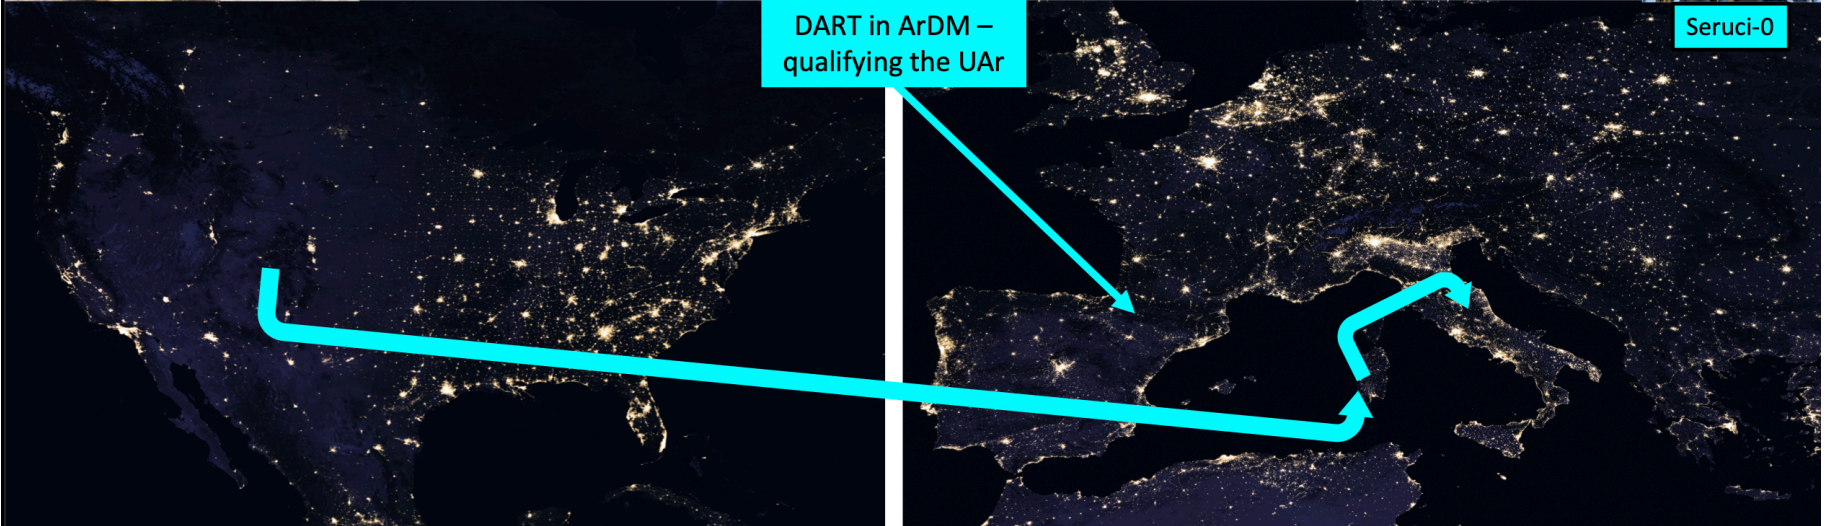 DART in ArDM –
qualifying the UAr
Seruci-0